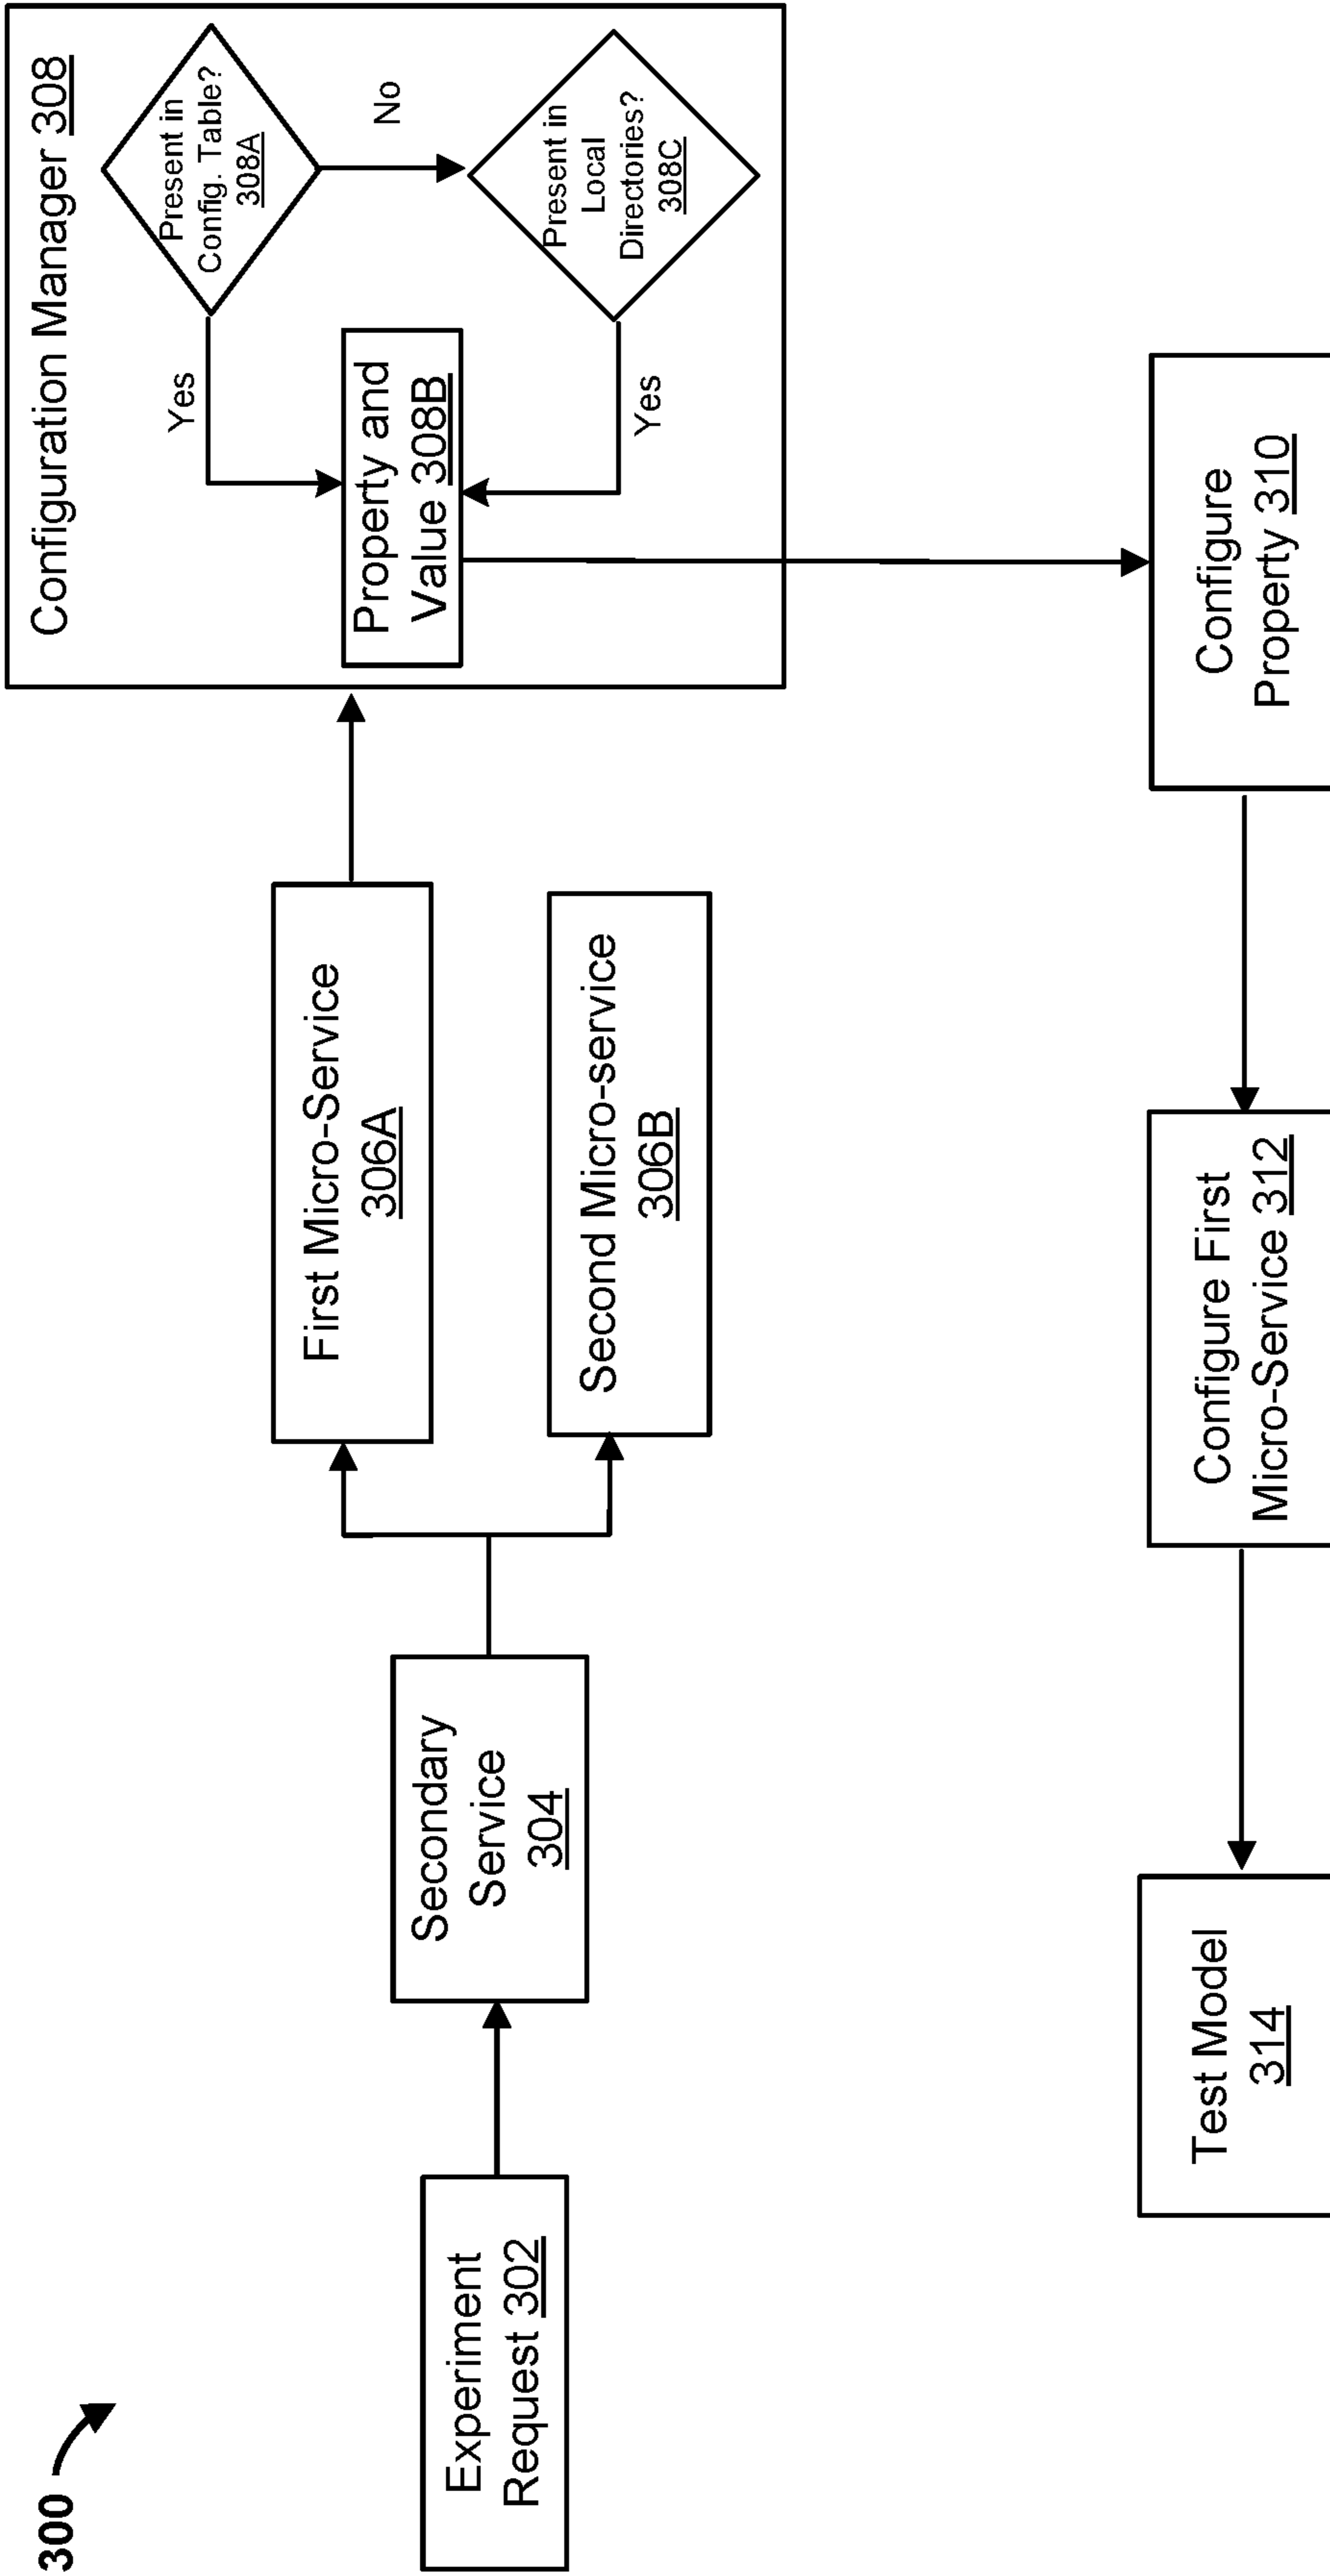 300
Experiment
Request 302
Secondary
Service
304
First Micro-Service
306A
Second Micro-service
306B
Configuration Manager 308
Present in
Config. Table?
308A
Yes
No
Property and
Value 308B
Present in
Local
Directories?
308C
Yes
Configure
Property 310
Configure First
Micro-Service 312
Test Model
314